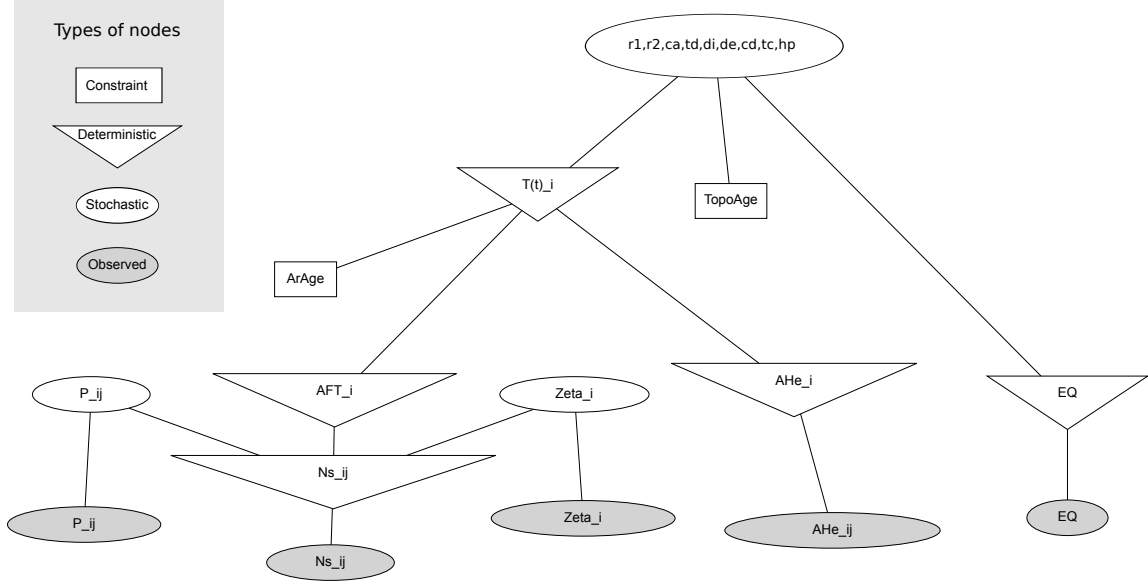 Types of nodes
Constraint
Deterministic
Stochastic
Observed
r1,r2,ca,td,di,de,cd,tc,hp
T(t)_i
TopoAge
ArAge
P_ij
AFT_i
Zeta_i
AHe_i
EQ
Ns_ij
P_ij
Zeta_i
AHe_ij
EQ
Ns_ij